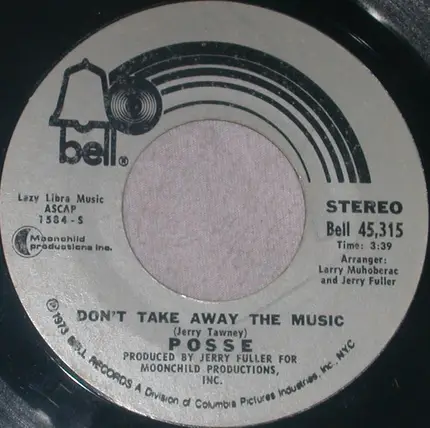 bell®
Lazy Libra Music
ASCAP
1584-S
Moonchild
productions inc.
STEREO
Bell 45,315
Time: 3:39
Arranger:
Larry Muhoberac
and Jerry Fuller
DON'T TAKE AWAY THE MUSIC
(Jerry Tawney)
POSSE
PRODUCED BY JERRY FULLER FOR
MOONCHILD PRODUCTIONS,
INC.
℗ 1973 BELL RECORDS A Division of Columbia Pictures Industries, Inc. NYC